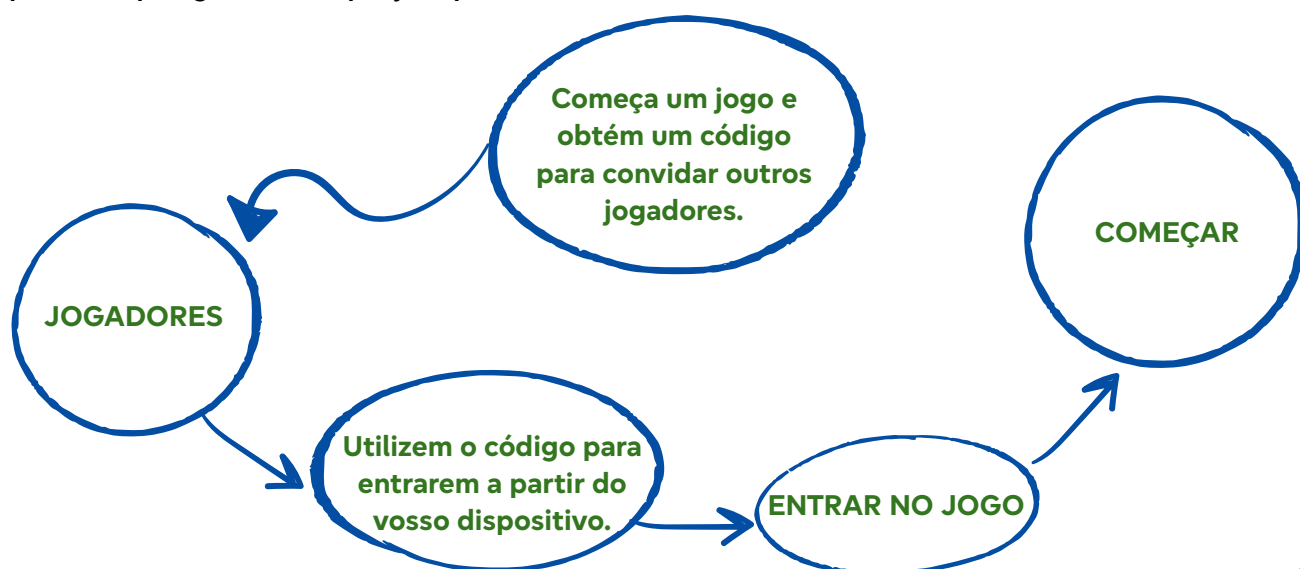 Começa um jogo e
obtém um código
para convidar outros
jogadores.
COMEÇAR
JOGADORES
Utilizem o código para
entrarem a partir do
vosso dispositivo.
ENTRAR NO JOGO